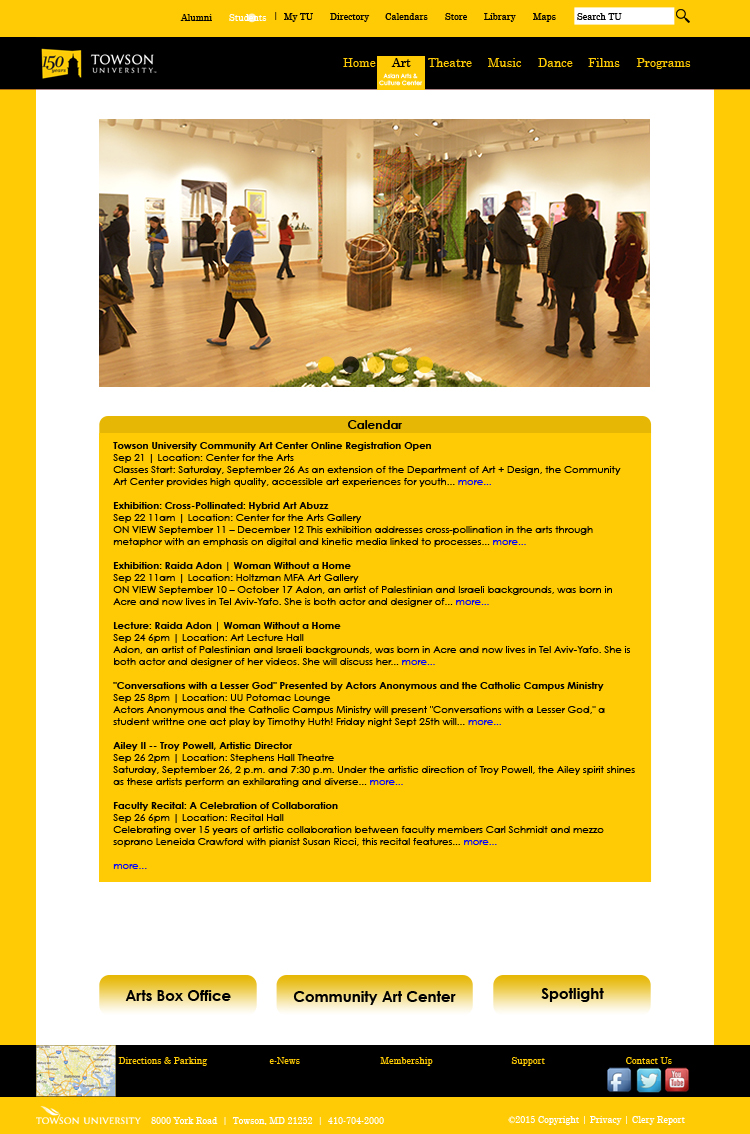 Alumni Students | My TU Directory Calendars Store Library Maps Search TU
150 years TOWSON UNIVERSITY
Home Art Theatre Music Dance Films Programs
Asian Arts &
Culture Center
Calendar
Towson University Community Art Center Online Registration Open
Sep 21 | Location: Center for the Arts
Classes Start: Saturday, September 26 As an extension of the Department of Art + Design, the Community
Art Center provides high quality, accessible art experiences for youth... more...
Exhibition: Cross-Pollinated: Hybrid Art Abuzz
Sep 22 11am | Location: Center for the Arts Gallery
ON VIEW September 11 – December 12 This exhibition addresses cross-pollination in the arts through
metaphor with an emphasis on digital and kinetic media linked to processes... more...
Exhibition: Raida Adon | Woman Without a Home
Sep 22 11am | Location: Holtzman MFA Art Gallery
ON VIEW September 10 – October 17 Adon, an artist of Palestinian and Israeli backgrounds, was born in
Acre and now lives in Tel Aviv-Yafo. She is both actor and designer of... more...
Lecture: Raida Adon | Woman Without a Home
Sep 24 6pm | Location: Art Lecture Hall
Adon, an artist of Palestinian and Israeli backgrounds, was born in Acre and now lives in Tel Aviv-Yafo. She is
both actor and designer of her videos. She will discuss her... more...
"Conversations with a Lesser God" Presented by Actors Anonymous and the Catholic Campus Ministry
Sep 25 8pm | Location: UU Potomac Lounge
Actors Anonymous and the Catholic Campus Ministry will present "Conversations with a Lesser God," a
student writtne one act play by Timothy Huth! Friday night Sept 25th will... more...
Ailey II -- Troy Powell, Artistic Director
Sep 26 2pm | Location: Stephens Hall Theatre
Saturday, September 26, 2 p.m. and 7:30 p.m. Under the artistic direction of Troy Powell, the Ailey spirit shines
as these artists perform an exhilarating and diverse... more...
Faculty Recital: A Celebration of Collaboration
Sep 26 6pm | Location: Recital Hall
Celebrating over 15 years of artistic collaboration between faculty members Carl Schmidt and mezzo
soprano Leneida Crawford with pianist Susan Ricci, this recital features... more...
more...
Arts Box Office Community Art Center Spotlight
Directions & Parking e-News Membership Support Contact Us
You Tube
TOWSON UNIVERSITY 8000 York Road | Towson, MD 21252 | 410-704-2000 ©2015 Copyright | Privacy | Clery Report